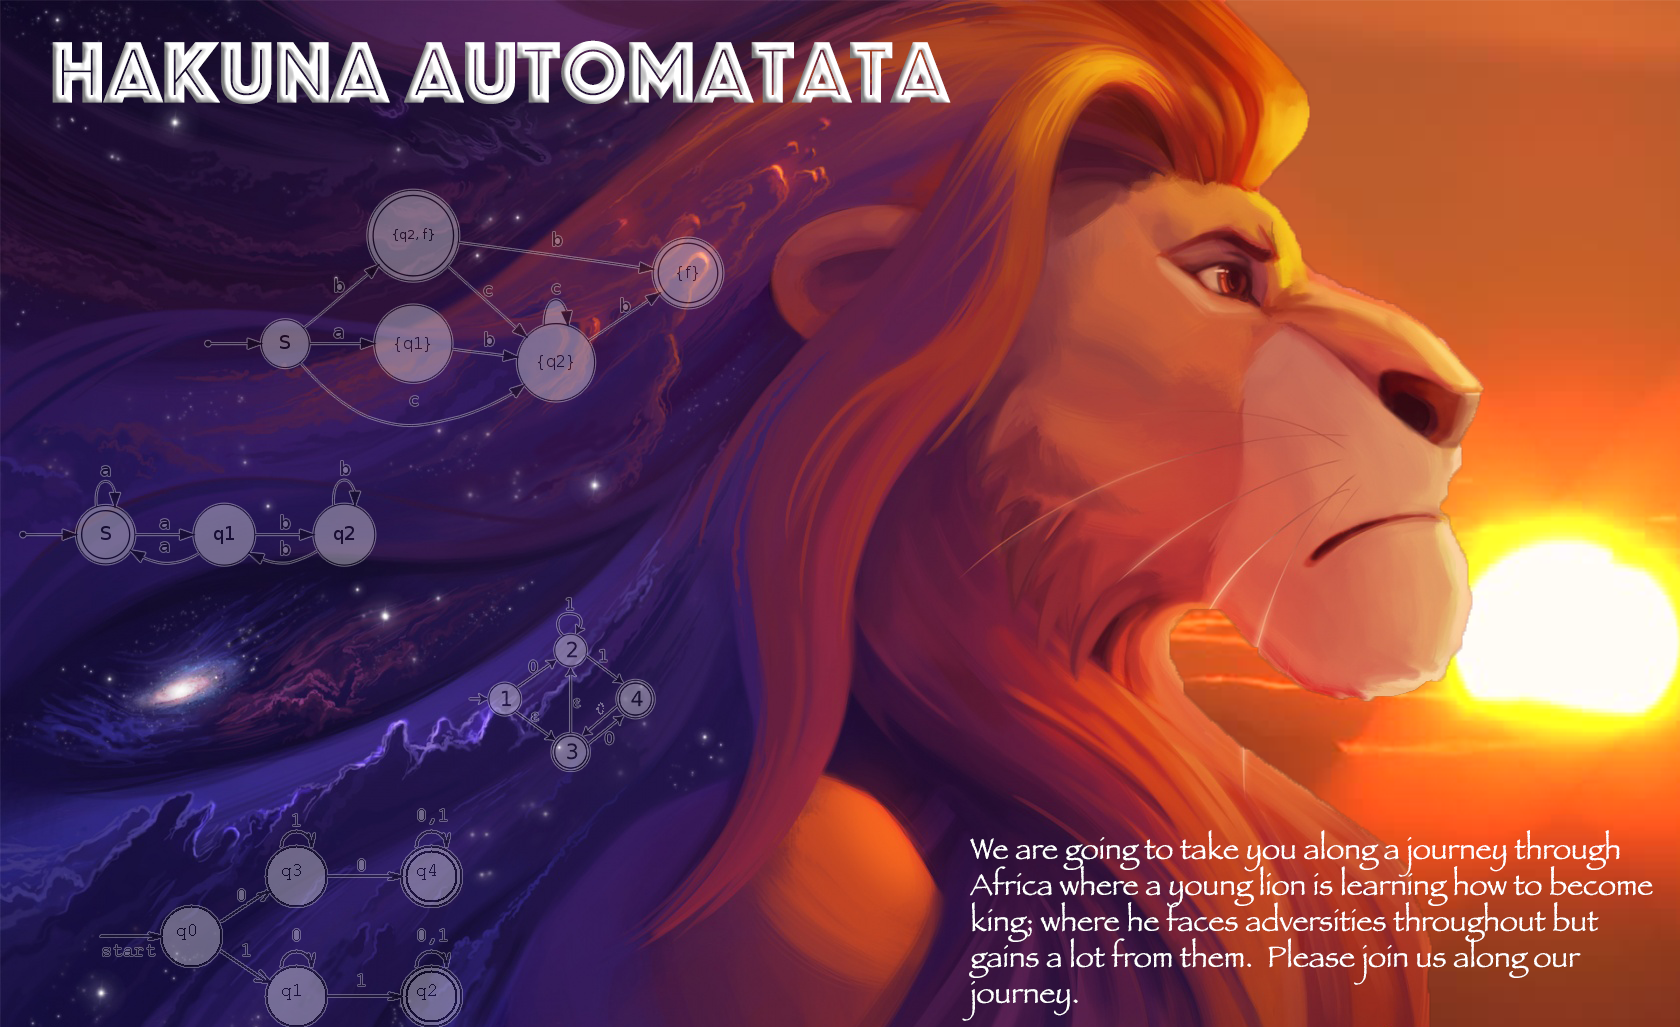 HAKUNA AUTOMATATA
{q2,f}
b
{f}
b
c
c
b
S
a
{q1}
b
{q2}
c
a
b
S
a
q1
b
q2
a
b
1
2
0
1
1
4
ε
ε
0
3
1
0,1
q3
0
q4
0
q0
start
1
0
0,1
q1
1
q2
We are going to take you along a journey through
Africa where a young lion is learning how to become
king; where he faces adversities throughout but
gains a lot from them.  Please join us along our
journey.